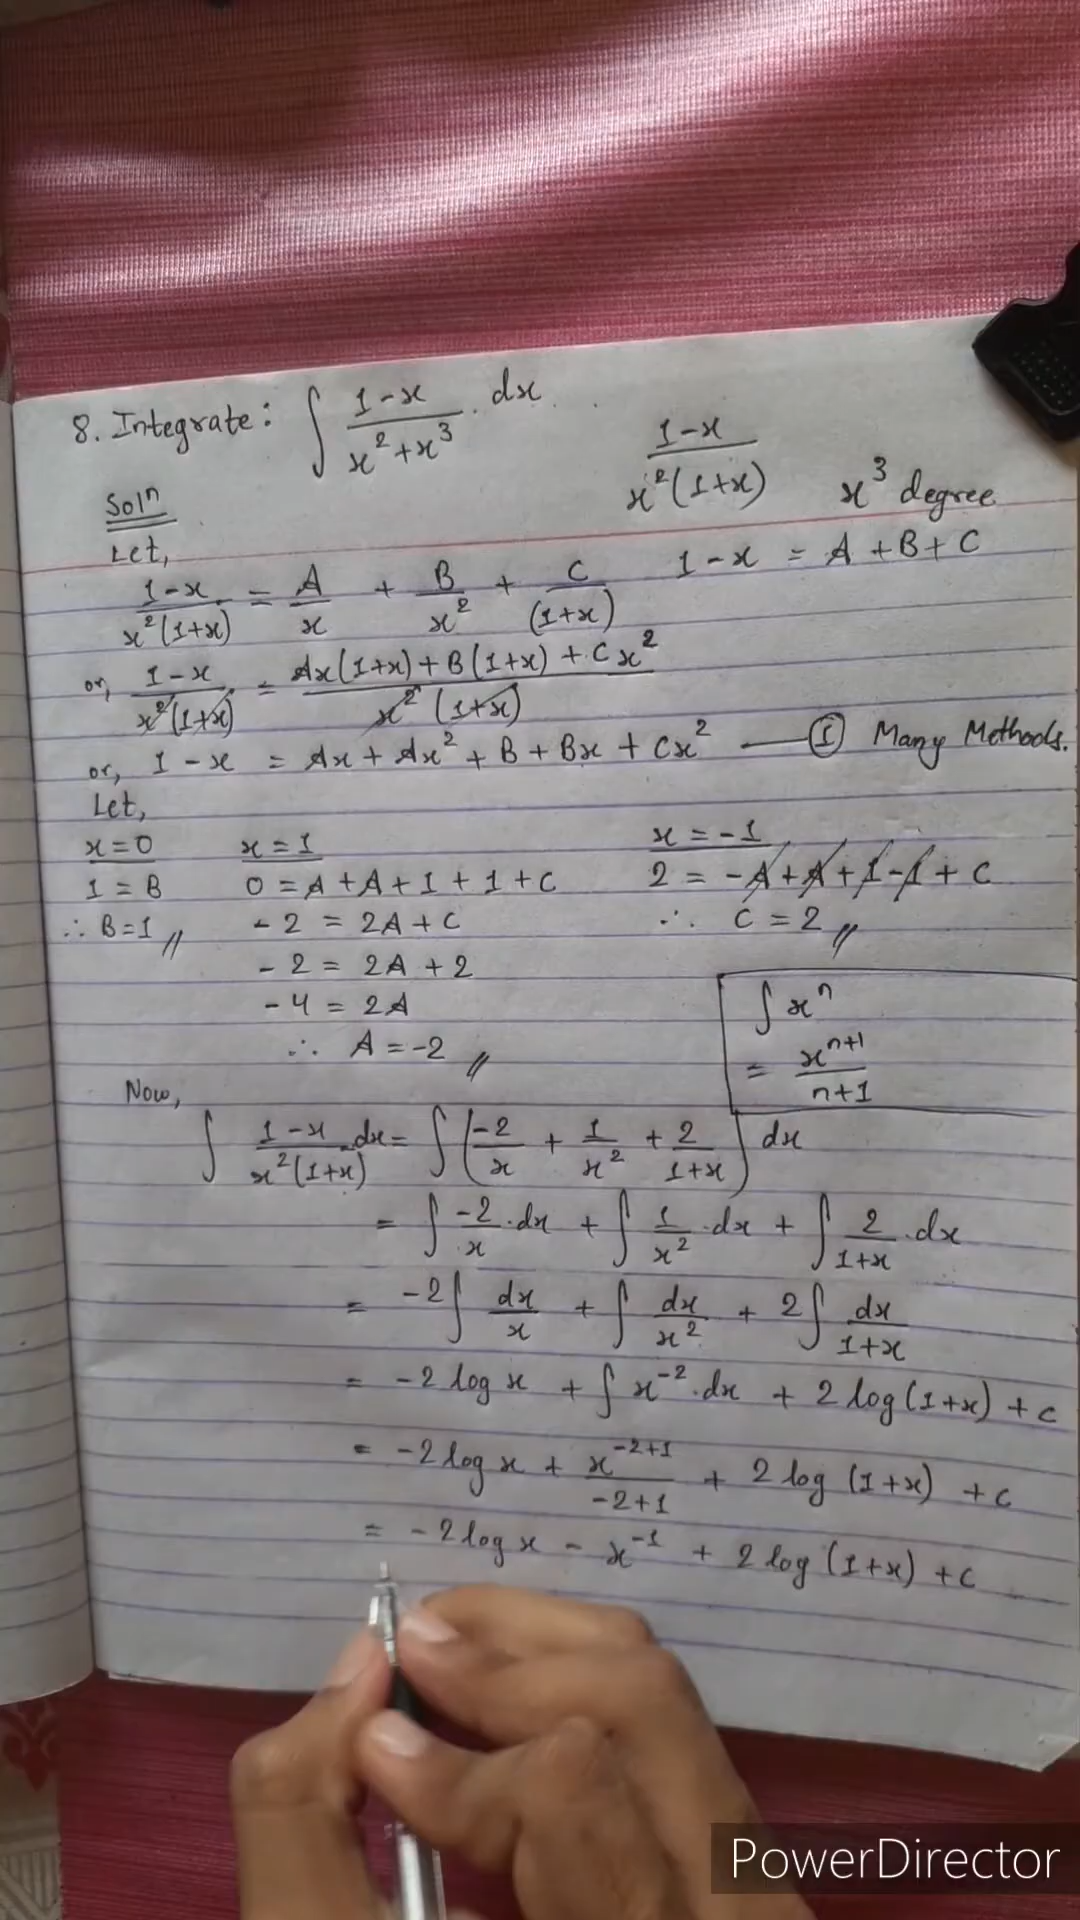 8. Integrate: ∫ (1-x)/(x²+x³) . dx
(1-x)/(x²(1+x))
x³ degree
Solⁿ
Let,
1-x = A+B+C
(1-x)/(x²(1+x)) = A/x + B/x² + C/(1+x)
or, (1-x)/(x²(1+x)) = (Ax(1+x)+B(1+x)+Cx²)/(x²(1+x))
or, 1-x = Ax+Ax²+B+Bx+Cx² — (I) Many Methods.
Let,
x=0
1=B
∴ B=1 //
x=1
0=A+A+1+1+C
-2 = 2A+C
-2 = 2A+2
-4 = 2A
∴ A=-2 //
x=-1
2 = -A+A+1-1+C
∴ C=2 //
∫xⁿ
= xⁿ⁺¹/(n+1)
Now,
∫ (1-x)/(x²(1+x)) dx = ∫(-2/x + 1/x² + 2/(1+x)) dx
= ∫ -2/x .dx + ∫ 1/x² .dx + ∫ 2/(1+x) .dx
= -2∫ dx/x + ∫ dx/x² + 2∫ dx/(1+x)
= -2 log x + ∫x⁻².dx + 2 log(1+x) + c
= -2 log x + x⁻²⁺¹/(-2+1) + 2 log (1+x) + c
= -2 log x - x⁻¹ + 2 log (1+x) + c
PowerDirector